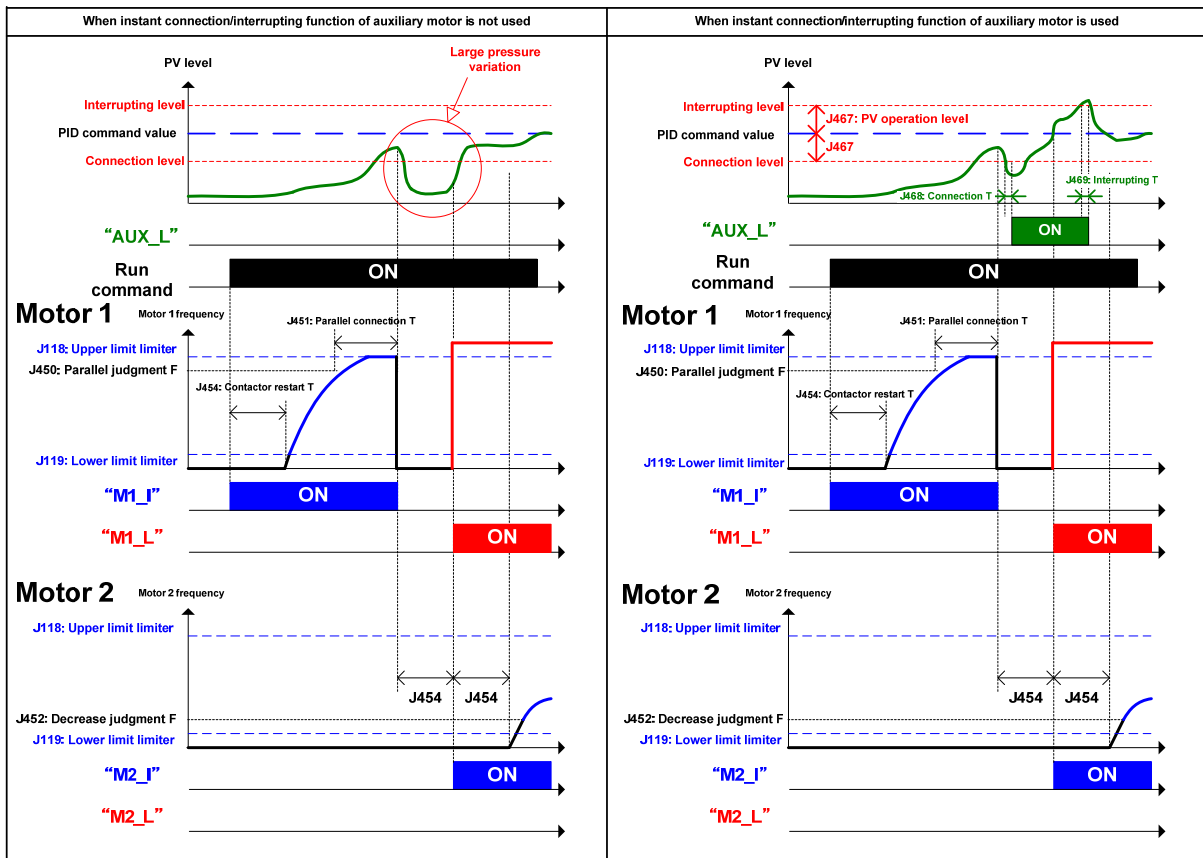 When instant connection/interrupting function of auxiliary motor is not used
Large pressure
variation
PV level
Interrupting level
PID command value
Connection level
“AUX_L”
Run
command
ON
Motor 1
Motor 1 frequency
J451: Parallel connection T
J118: Upper limit limiter
J450: Parallel judgment F
J454: Contactor restart T
J119: Lower limit limiter
“M1_I”
ON
“M1_L”
ON
Motor 2
Motor 2 frequency
J118: Upper limit limiter
J454
J454
J452: Decrease judgment F
J119: Lower limit limiter
“M2_I”
ON
“M2_L”
When instant connection/interrupting function of auxiliary motor is used
PV level
Interrupting level
J467: PV operation level
PID command value
J467
Connection level
J469: Interrupting T
J468: Connection T
“AUX_L”
ON
Run
command
ON
Motor 1
Motor 1 frequency
J451: Parallel connection T
J118: Upper limit limiter
J450: Parallel judgment F
J454: Contactor restart T
J119: Lower limit limiter
“M1_I”
ON
“M1_L”
ON
Motor 2
Motor 2 frequency
J118: Upper limit limiter
J454
J454
J452: Decrease judgment F
J119: Lower limit limiter
“M2_I”
ON
“M2_L”